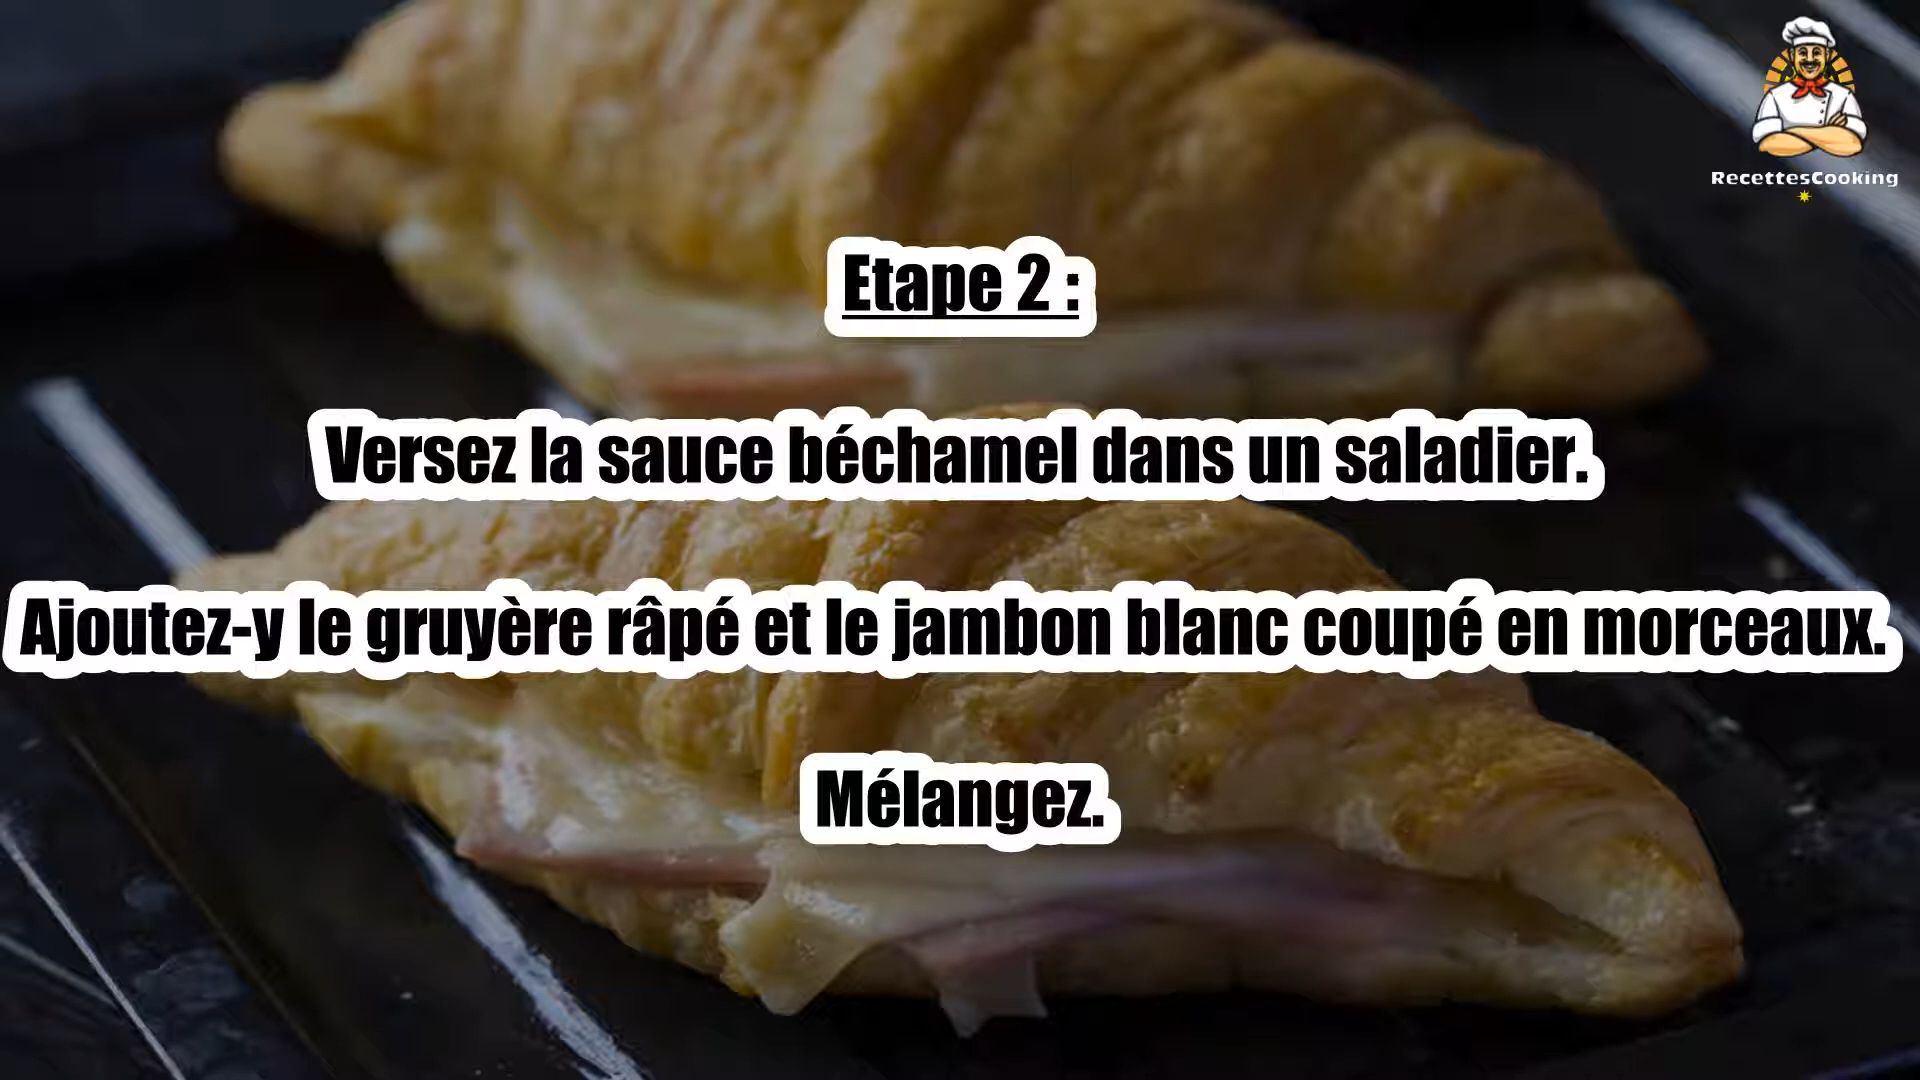 RecettesCooking
Etape 2 :
Versez la sauce béchamel dans un saladier.
Ajoutez-y le gruyère râpé et le jambon blanc coupé en morceaux.
Mélangez.